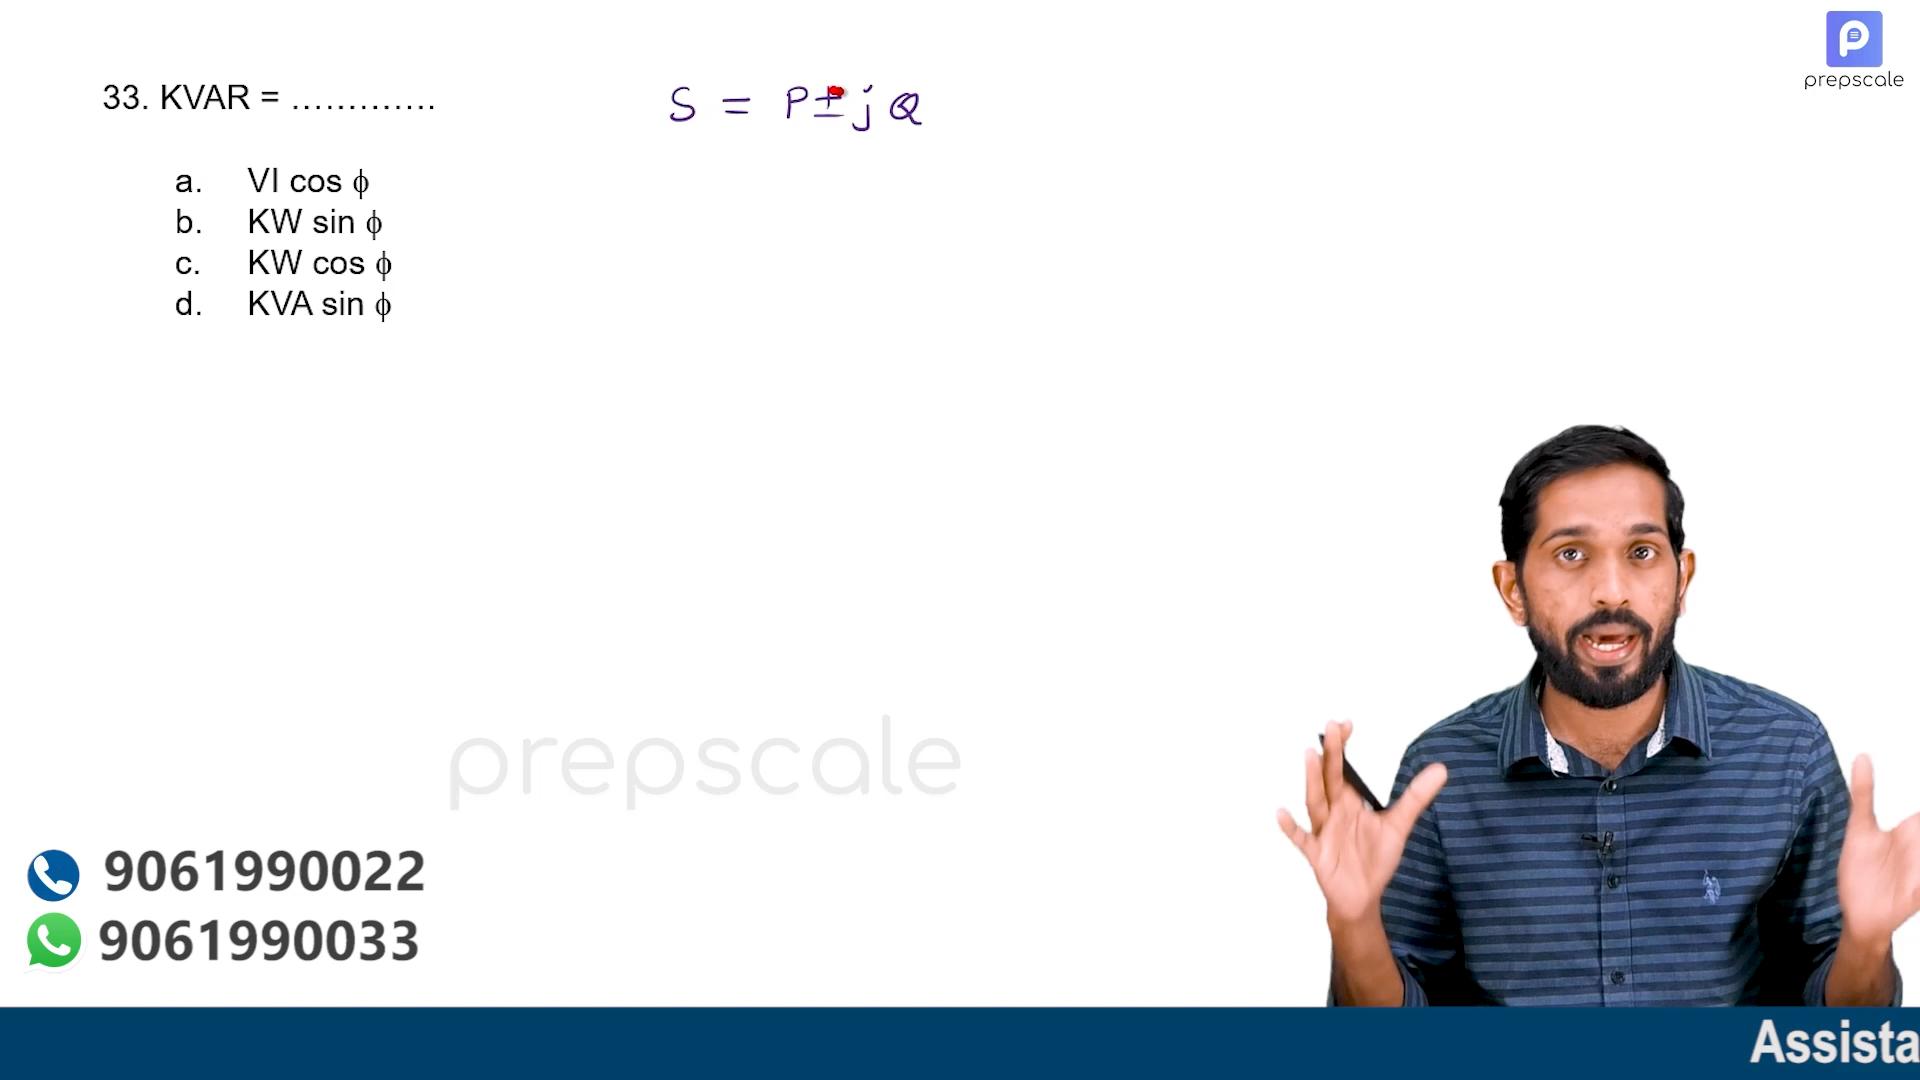 prepscale
33. KVAR = .............
S = P ± j Q
a. VI cos ϕ
b. KW sin ϕ
c. KW cos ϕ
d. KVA sin ϕ
prepscale
9061990022
9061990033
Assista